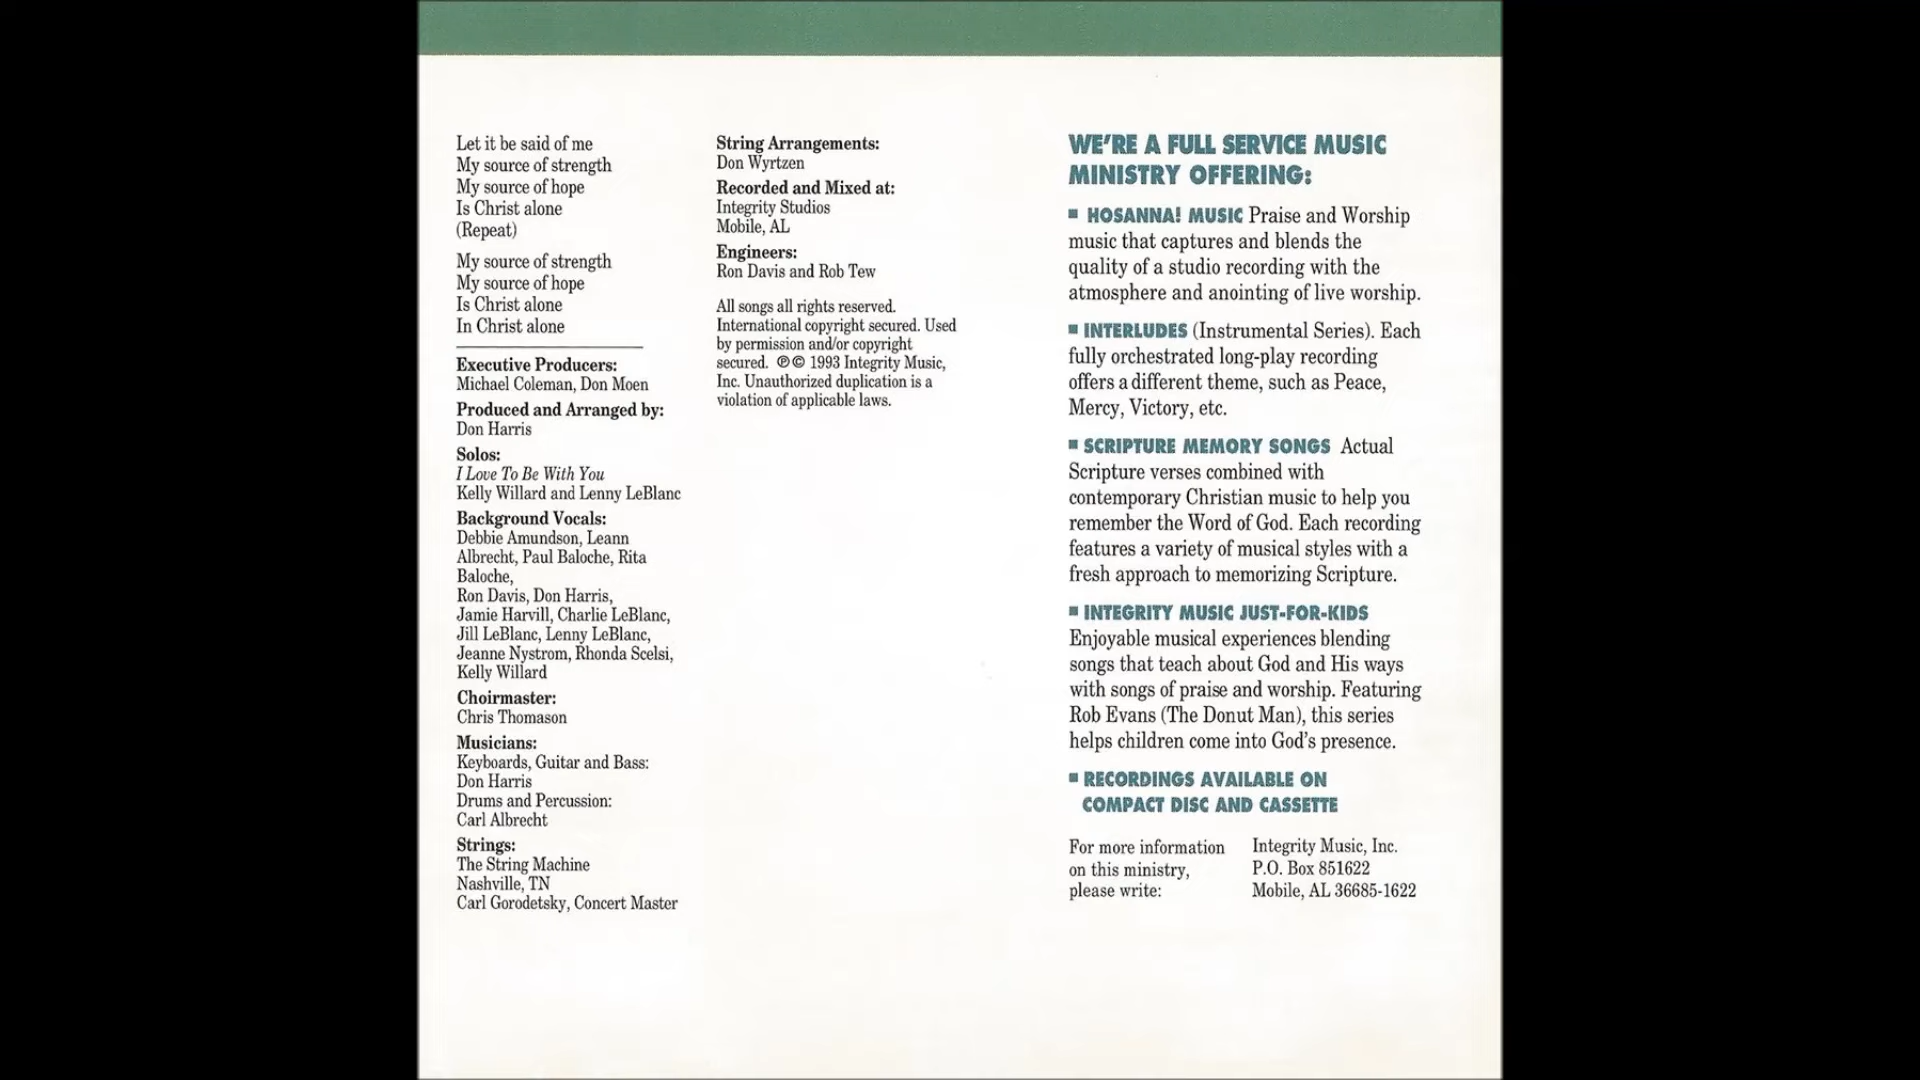 Let it be said of me
My source of strength
My source of hope
Is Christ alone
(Repeat)
My source of strength
My source of hope
Is Christ alone
In Christ alone
Executive Producers:
Michael Coleman, Don Moen
Produced and Arranged by:
Don Harris
Solos:
I Love To Be With You
Kelly Willard and Lenny LeBlanc
Background Vocals:
Debbie Amundson, Leann
Albrecht, Paul Baloche, Rita
Baloche,
Ron Davis, Don Harris,
Jamie Harvill, Charlie LeBlanc,
Jill LeBlanc, Lenny LeBlanc,
Jeanne Nystrom, Rhonda Scelsi,
Kelly Willard
Choirmaster:
Chris Thomason
Musicians:
Keyboards, Guitar and Bass:
Don Harris
Drums and Percussion:
Carl Albrecht
Strings:
The String Machine
Nashville, TN
Carl Gorodetsky, Concert Master
String Arrangements:
Don Wyrtzen
Recorded and Mixed at:
Integrity Studios
Mobile, AL
Engineers:
Ron Davis and Rob Tew
All songs all rights reserved.
International copyright secured. Used
by permission and/or copyright
secured. ℗© 1993 Integrity Music,
Inc. Unauthorized duplication is a
violation of applicable laws.
WE'RE A FULL SERVICE MUSIC
MINISTRY OFFERING:
■ HOSANNA! MUSIC Praise and Worship
music that captures and blends the
quality of a studio recording with the
atmosphere and anointing of live worship.
■ INTERLUDES (Instrumental Series). Each
fully orchestrated long-play recording
offers a different theme, such as Peace,
Mercy, Victory, etc.
■ SCRIPTURE MEMORY SONGS Actual
Scripture verses combined with
contemporary Christian music to help you
remember the Word of God. Each recording
features a variety of musical styles with a
fresh approach to memorizing Scripture.
■ INTEGRITY MUSIC JUST-FOR-KIDS
Enjoyable musical experiences blending
songs that teach about God and His ways
with songs of praise and worship. Featuring
Rob Evans (The Donut Man), this series
helps children come into God's presence.
■ RECORDINGS AVAILABLE ON
COMPACT DISC AND CASSETTE
For more information
on this ministry,
please write:
Integrity Music, Inc.
P.O. Box 851622
Mobile, AL 36685-1622